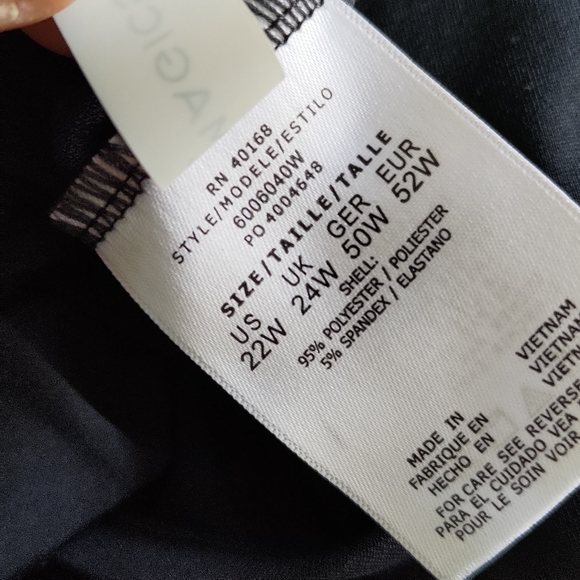 MAGICS
RN 40168
STYLE/MODELE/ESTILO
6006040W
PO 4004648
SIZE/TAILLE/TALLE
US UK GER EUR
22W 24W 50W 52W
SHELL:
95% POLYESTER / POLIESTER
5% SPANDEX / ELASTANO
MADE IN VIETNAM
FABRIQUE EN VIETNAM
HECHO EN VIETN
FOR CARE SEE REVERSE
PARA EL CUIDADO VEA
POUR LE SOIN VOIR